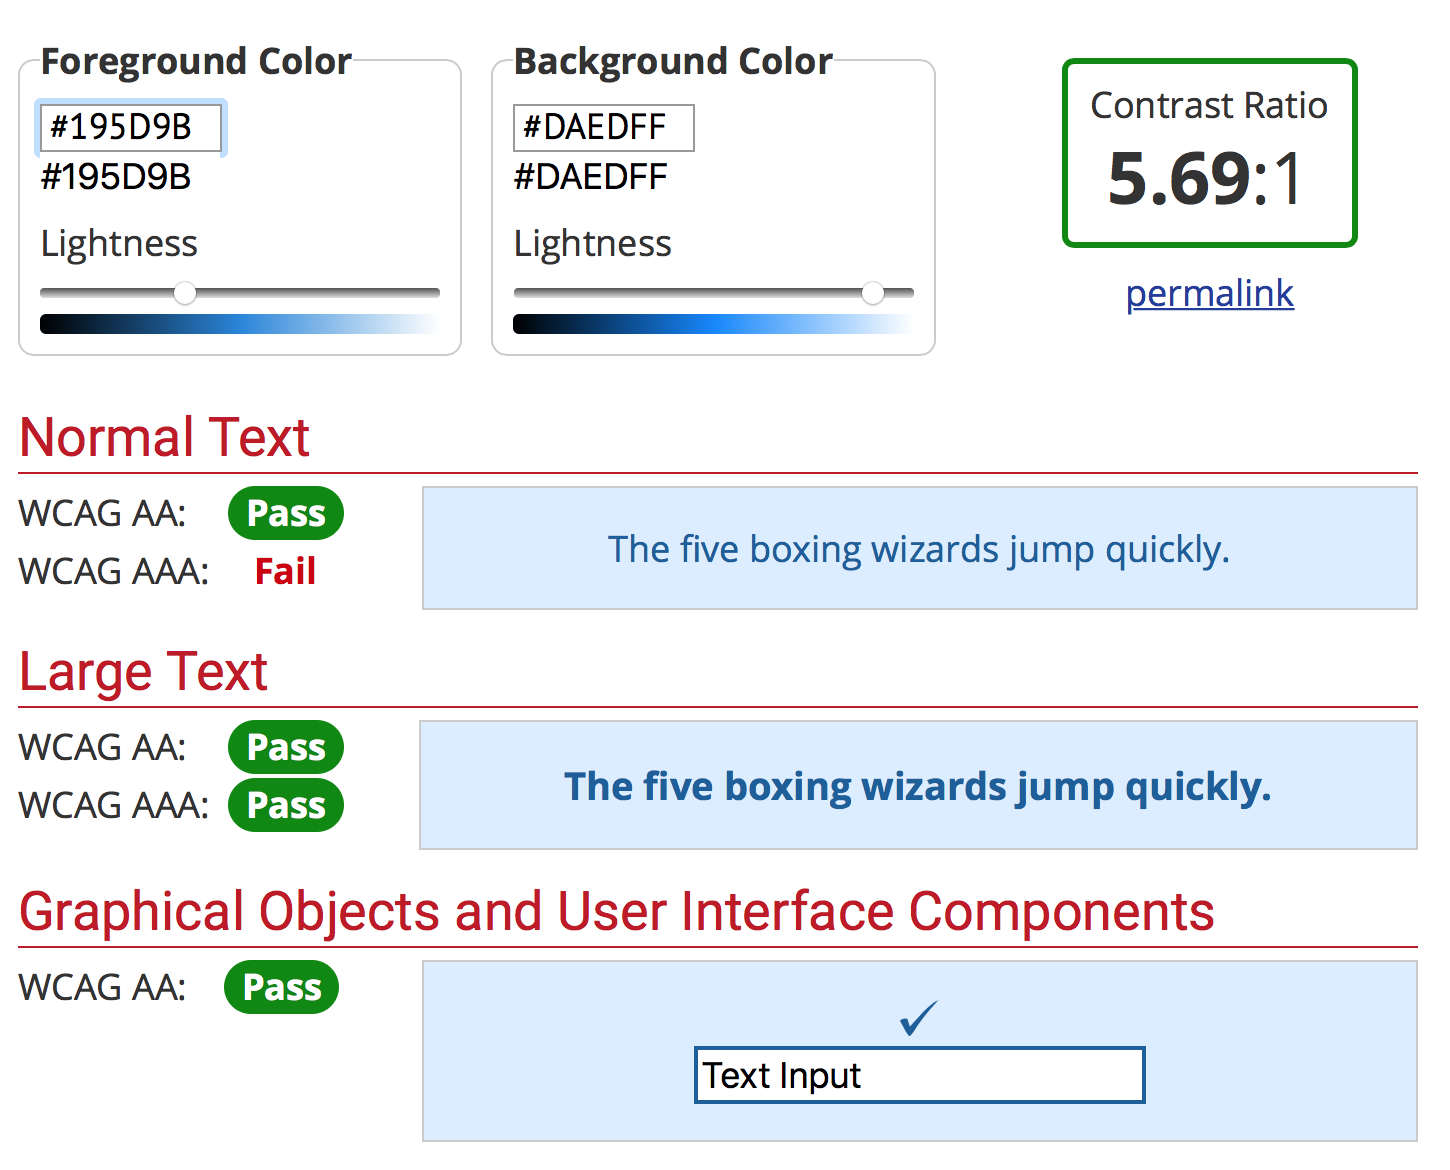 Foreground Color
#195D9B
#195D9B
Lightness
Background Color
#DAEDFF
#DAEDFF
Lightness
Contrast Ratio
5.69:1
permalink
Normal Text
WCAG AA: Pass
WCAG AAA: Fail
The five boxing wizards jump quickly.
Large Text
WCAG AA: Pass
WCAG AAA: Pass
The five boxing wizards jump quickly.
Graphical Objects and User Interface Components
WCAG AA: Pass
✓
Text Input